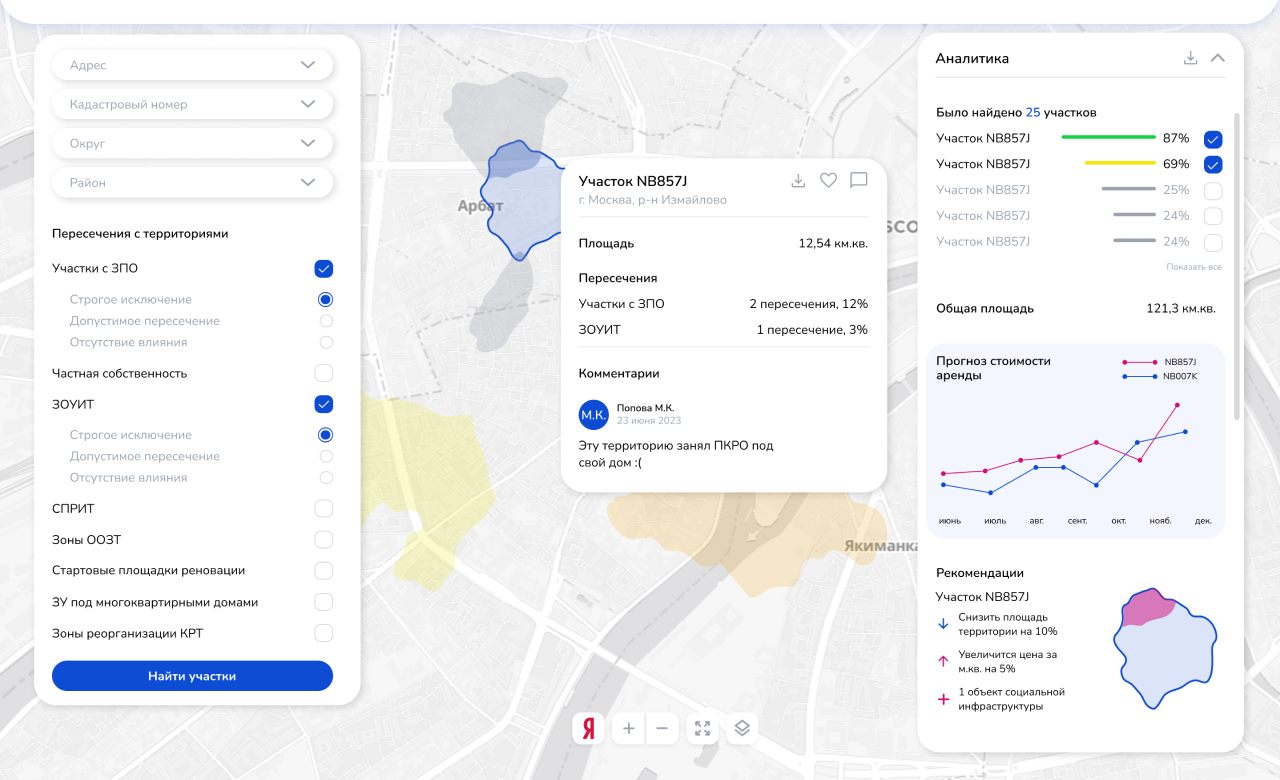 Адрес
Кадастровый номер
Округ
Район
Пересечения с территориями
Участки с ЗПО
Строгое исключение
Допустимое пересечение
Отсутствие влияния
Частная собственность
ЗОУИТ
Строгое исключение
Допустимое пересечение
Отсутствие влияния
СПРИТ
Зоны ООЗТ
Стартовые площадки реновации
ЗУ под многоквартирными домами
Зоны реорганизации КРТ
Найти участки
Арбат
Участок NB857J
г. Москва, р-н Измайлово
Площадь 12,54 км.кв.
Пересечения
Участки с ЗПО 2 пересечения, 12%
ЗОУИТ 1 пересечение, 3%
Комментарии
М.К.
Попова М.К.
23 июня 2023
Эту территорию занял ПКРО под
свой дом :(
Якиманка
Я
Аналитика
Было найдено 25 участков
Участок NB857J 87%
Участок NB857J 69%
Участок NB857J 25%
Участок NB857J 24%
Участок NB857J 24%
Показать все
Общая площадь 121,3 км.кв.
Прогноз стоимости
аренды
NB857J
NB007K
июнь июль авг. сент. окт. нояб. дек.
Рекомендации
Участок NB857J
Снизить площадь
территории на 10%
Увеличится цена за
м.кв. на 5%
1 объект социальной
инфраструктуры